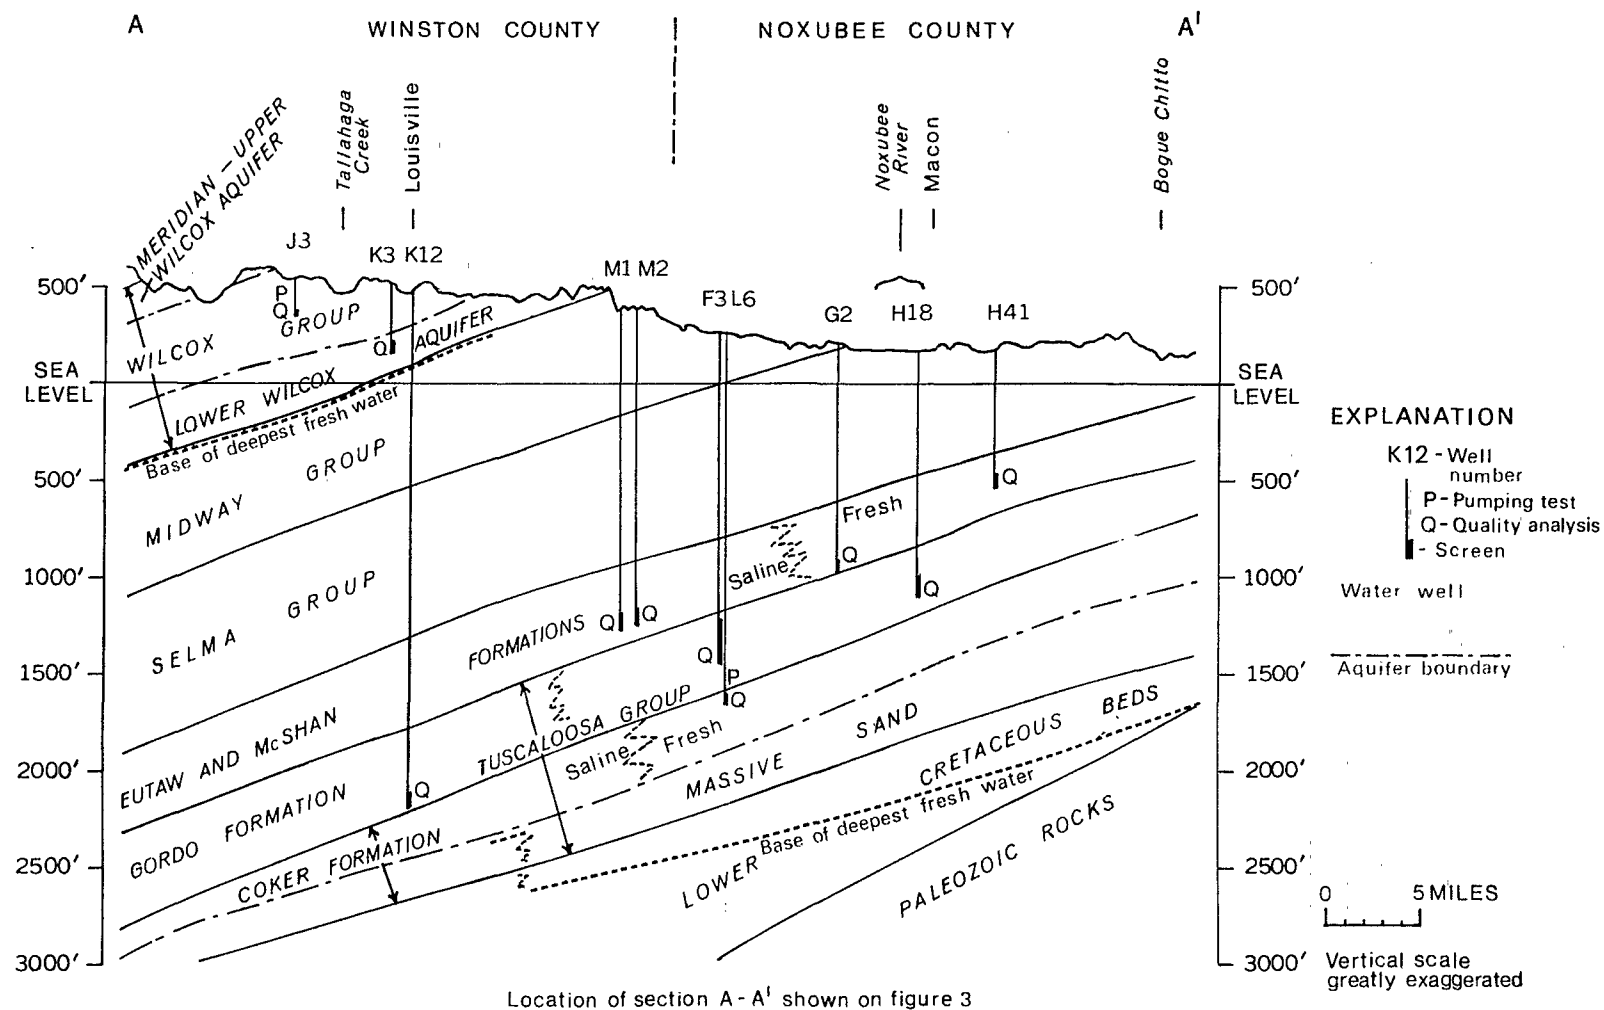 A
WINSTON COUNTY
NOXUBEE COUNTY
A'
MERIDIAN - UPPER
WILCOX AQUIFER
Tallahaga
Creek
Louisville
Noxubee
River
Macon
Bogue Chitto
J3
K3
K12
M1
M2
F3
L6
G2
H18
H41
500'
500'
P
Q
Q
WILCOX GROUP
LOWER WILCOX AQUIFER
SEA
LEVEL
SEA
LEVEL
Base of deepest fresh water
500'
500'
MIDWAY GROUP
Fresh
Saline
Q
Q
Q
1000'
1000'
SELMA GROUP
Q
Q
Q
P
Q
1500'
1500'
EUTAW AND McSHAN FORMATIONS
TUSCALOOSA GROUP
Saline
Fresh
Q
2000'
2000'
GORDO FORMATION
MASSIVE SAND
COKER FORMATION
LOWER CRETACEOUS BEDS
Base of deepest fresh water
2500'
2500'
PALEOZOIC ROCKS
3000'
3000'
EXPLANATION
K12 - Well
number
P - Pumping test
Q - Quality analysis
- Screen
Water well
Aquifer boundary
0 5 MILES
Vertical scale
greatly exaggerated
Location of section A - A' shown on figure 3